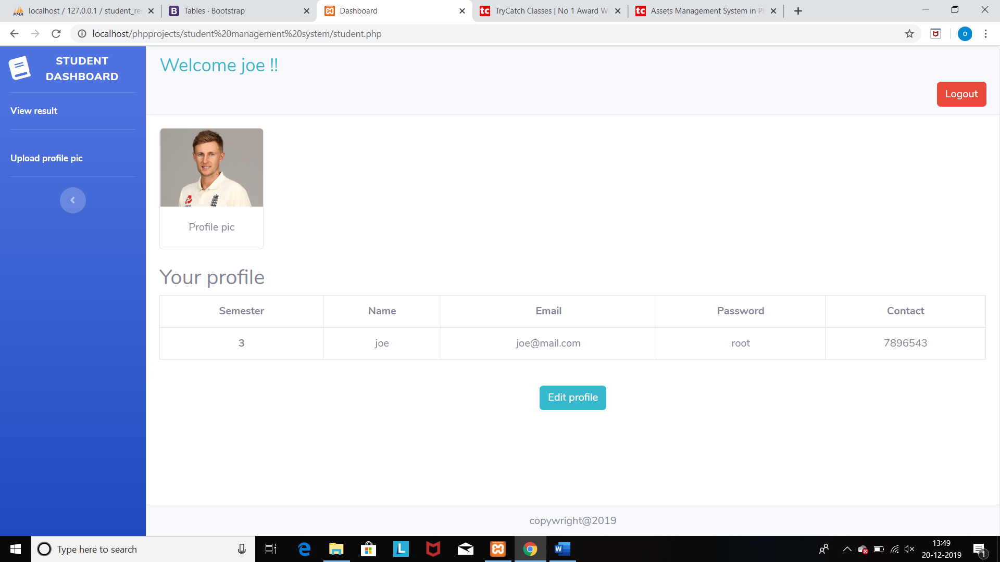 localhost / 127.0.0.1 / student_re
Tables · Bootstrap
Dashboard
TryCatch Classes | No 1 Award Wi
Assets Management System in P
localhost/phpprojects/student%20management%20system/student.php
STUDENT
DASHBOARD
View result
Upload profile pic
Welcome joe !!
Logout
Profile pic
Your profile
Semester Name Email Password Contact
3 joe joe@mail.com root 7896543
Edit profile
copywright@2019
Type here to search
13:49
20-12-2019
1